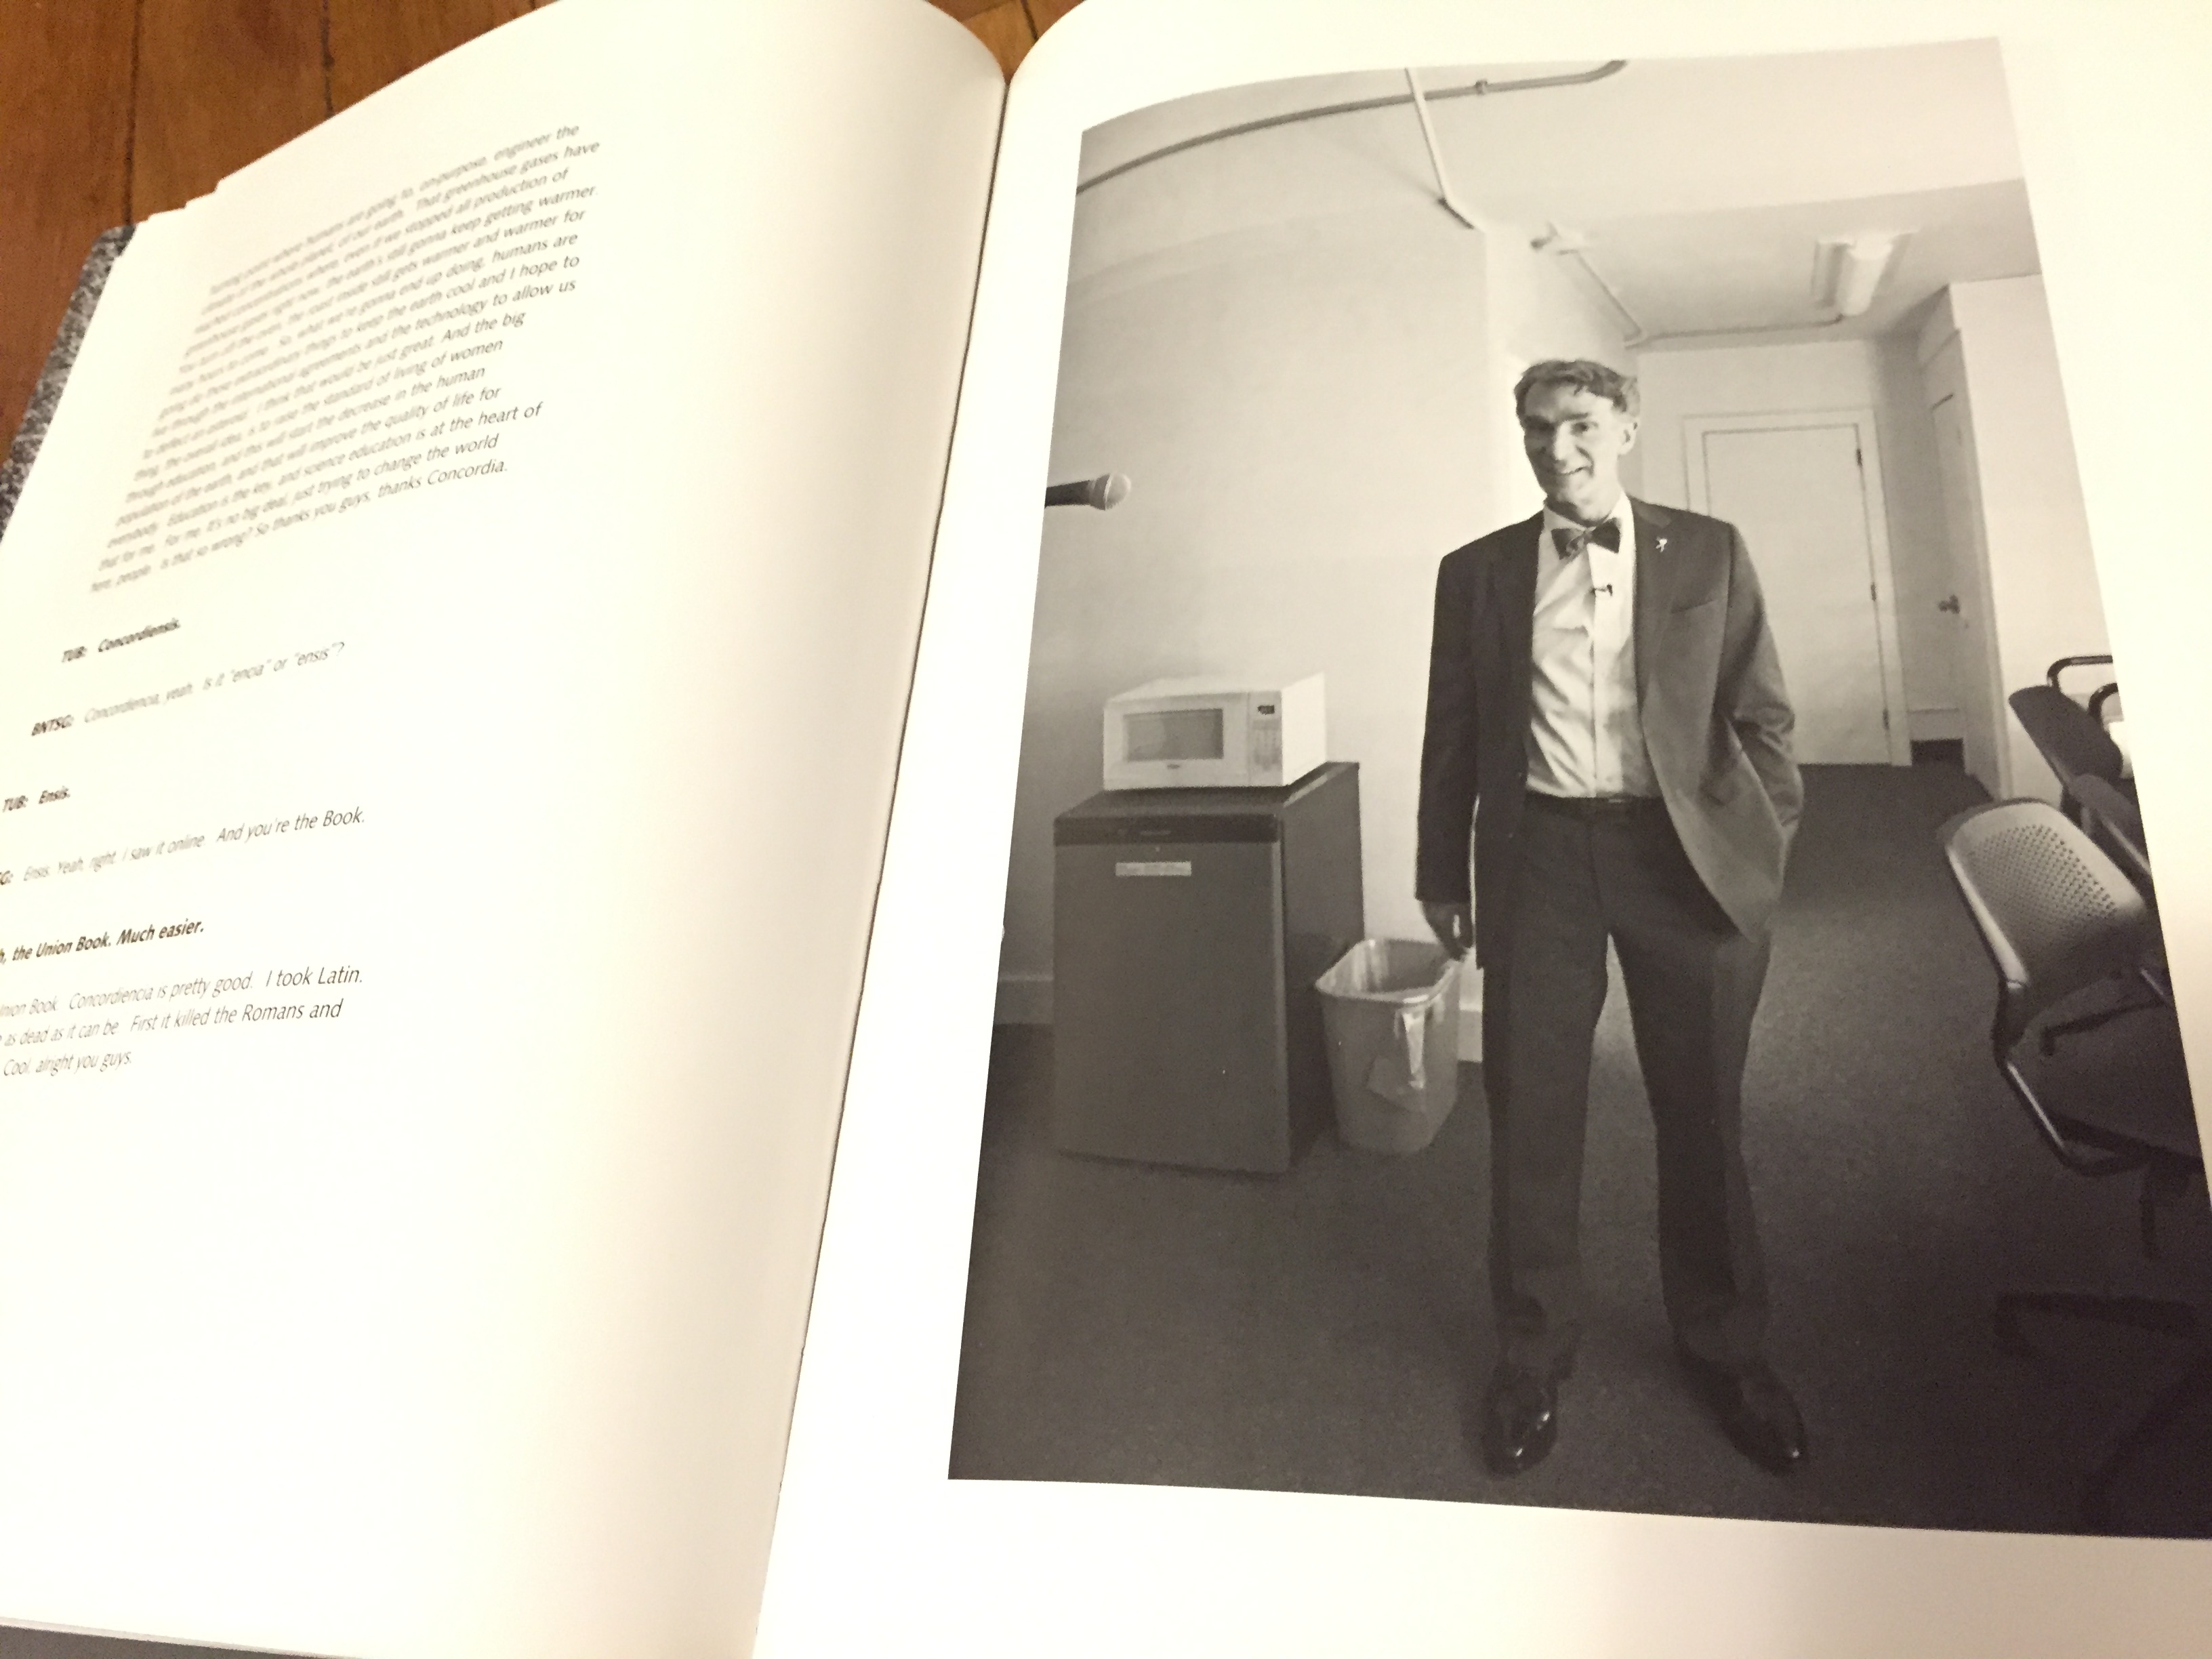 turning point where humans are going to, on-purpose, engineer the
climate of the whole planet, of our earth. That greenhouse gases have
reached concentrations where, even if we stopped all production of
greenhouse gases right now, the earth's still gonna keep getting warmer
You turn off the oven, the roast inside still gets warmer and warmer for
many hours to come. So, what we're gonna end up doing, humans are
going do these extraordinary things to keep the earth cool and I hope to
live through the international agreements and the technology to allow us
to deflect an asteroid. I think that would be just great. And the big
thing, the overall idea, is to raise the standard of living of women
through education, and this will start the decrease in the human
population of the earth, and that will improve the quality of life for
everybody. Education is the key, and science education is at the heart of
that for me. For me. It's no big deal, just trying to change the world
here, people. Is that so wrong? So thanks you guys, thanks Concordia.
TUB: Concordiensis.
BNTSG: Concordiencia, yeah. Is it "encia" or "ensis"?
TUB: Ensis.
G: Ensis. Yeah, right. I saw it online. And you're the Book.
h, the Union Book. Much easier.
Union Book. Concordiencia is pretty good. I took Latin.
as dead as it can be. First it killed the Romans and
Cool, alright you guys.